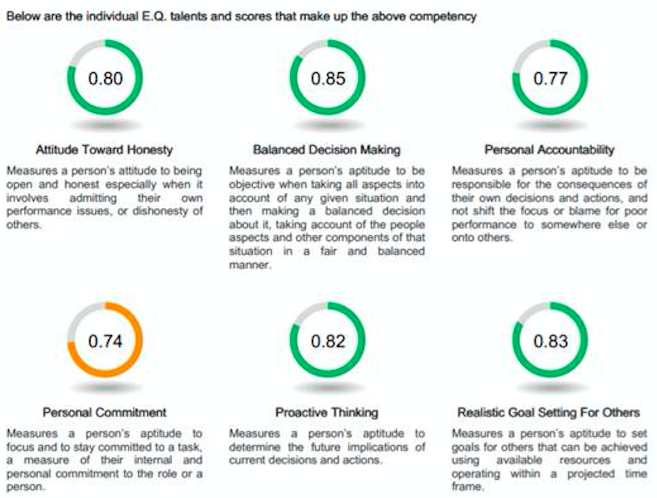 Below are the individual E.Q. talents and scores that make up the above competency
0.80
0.85
0.77
Attitude Toward Honesty
Measures a person's attitude to being
open and honest especially when it
involves admitting their own
performance issues, or dishonesty of
others.
Balanced Decision Making
Measures a person's aptitude to be
objective when taking all aspects into
account of any given situation and
then making a balanced decision
about it, taking account of the people
aspects and other components of that
situation in a fair and balanced
manner.
Personal Accountability
Measures a person's aptitude to be
responsible for the consequences of
their own decisions and actions, and
not shift the focus or blame for poor
performance to somewhere else or
onto others.
0.74
0.82
0.83
Personal Commitment
Measures a person's aptitude to
focus and to stay committed to a task,
a measure of their internal and
personal commitment to the role or a
person.
Proactive Thinking
Measures a person's aptitude to
determine the future implications of
current decisions and actions.
Realistic Goal Setting For Others
Measures a person's aptitude to set
goals for others that can be achieved
using available resources and
operating within a projected time
frame.